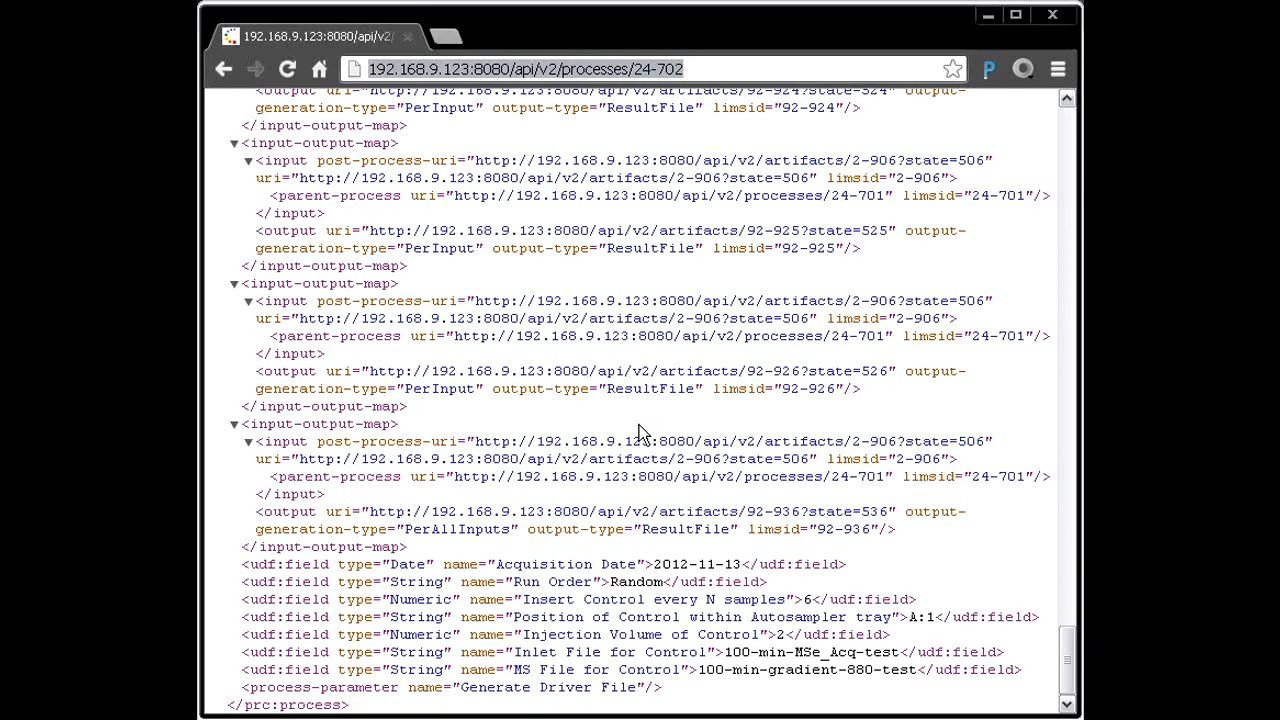 192.168.9.123:8080/api/v2/
192.168.9.123:8080/api/v2/processes/24-702
P
<output uri="http://192.168.9.123:8080/api/v2/artifacts/92-924?state=524" output-
generation-type="PerInput" output-type="ResultFile" limsid="92-924"/>
</input-output-map>
▼<input-output-map>
▼<input post-process-uri="http://192.168.9.123:8080/api/v2/artifacts/2-906?state=506"
uri="http://192.168.9.123:8080/api/v2/artifacts/2-906?state=506" limsid="2-906">
<parent-process uri="http://192.168.9.123:8080/api/v2/processes/24-701" limsid="24-701"/>
</input>
<output uri="http://192.168.9.123:8080/api/v2/artifacts/92-925?state=525" output-
generation-type="PerInput" output-type="ResultFile" limsid="92-925"/>
</input-output-map>
▼<input-output-map>
▼<input post-process-uri="http://192.168.9.123:8080/api/v2/artifacts/2-906?state=506"
uri="http://192.168.9.123:8080/api/v2/artifacts/2-906?state=506" limsid="2-906">
<parent-process uri="http://192.168.9.123:8080/api/v2/processes/24-701" limsid="24-701"/>
</input>
<output uri="http://192.168.9.123:8080/api/v2/artifacts/92-926?state=526" output-
generation-type="PerInput" output-type="ResultFile" limsid="92-926"/>
</input-output-map>
▼<input-output-map>
▼<input post-process-uri="http://192.168.9.123:8080/api/v2/artifacts/2-906?state=506"
uri="http://192.168.9.123:8080/api/v2/artifacts/2-906?state=506" limsid="2-906">
<parent-process uri="http://192.168.9.123:8080/api/v2/processes/24-701" limsid="24-701"/>
</input>
<output uri="http://192.168.9.123:8080/api/v2/artifacts/92-936?state=536" output-
generation-type="PerAllInputs" output-type="ResultFile" limsid="92-936"/>
</input-output-map>
<udf:field type="Date" name="Acquisition Date">2012-11-13</udf:field>
<udf:field type="String" name="Run Order">Random</udf:field>
<udf:field type="Numeric" name="Insert Control every N samples">6</udf:field>
<udf:field type="String" name="Position of Control within Autosampler tray">A:1</udf:field>
<udf:field type="Numeric" name="Injection Volume of Control">2</udf:field>
<udf:field type="String" name="Inlet File for Control">100-min-MSe_Acq-test</udf:field>
<udf:field type="String" name="MS File for Control">100-min-gradient-880-test</udf:field>
<process-parameter name="Generate Driver File"/>
</prc:process>